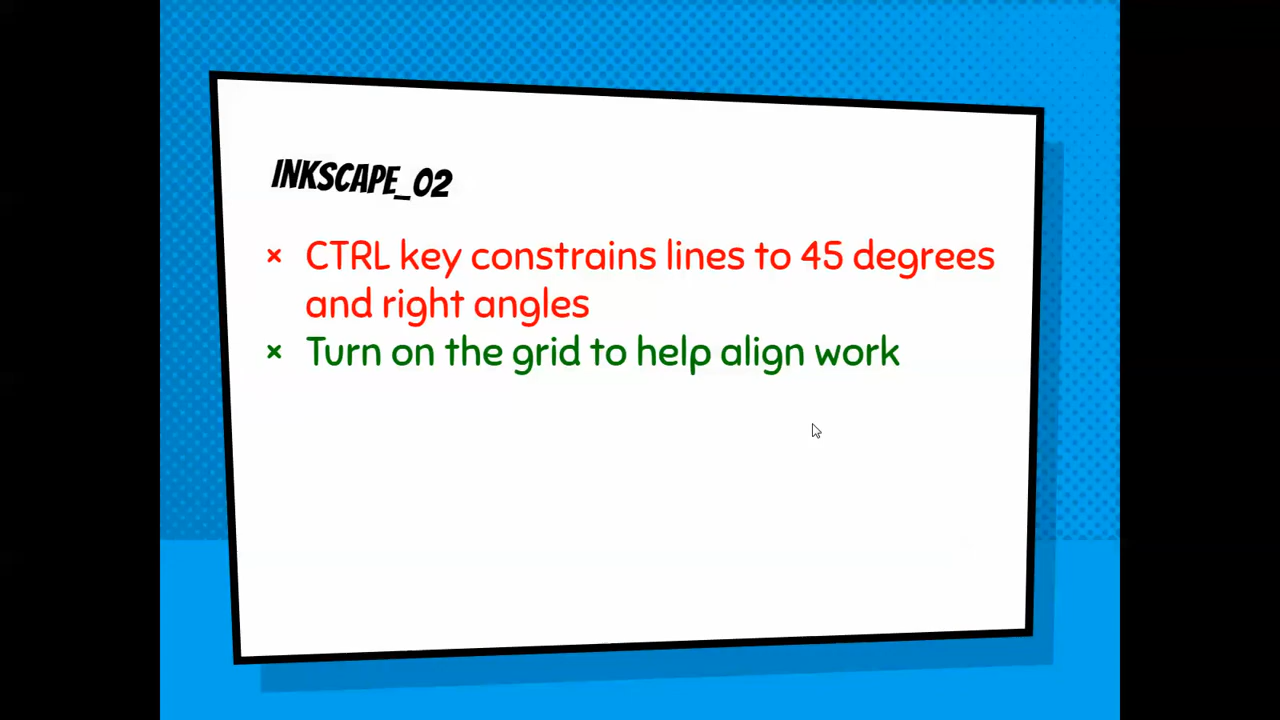 INKSCAPE_02
× CTRL key constrains lines to 45 degrees
and right angles
× Turn on the grid to help align work